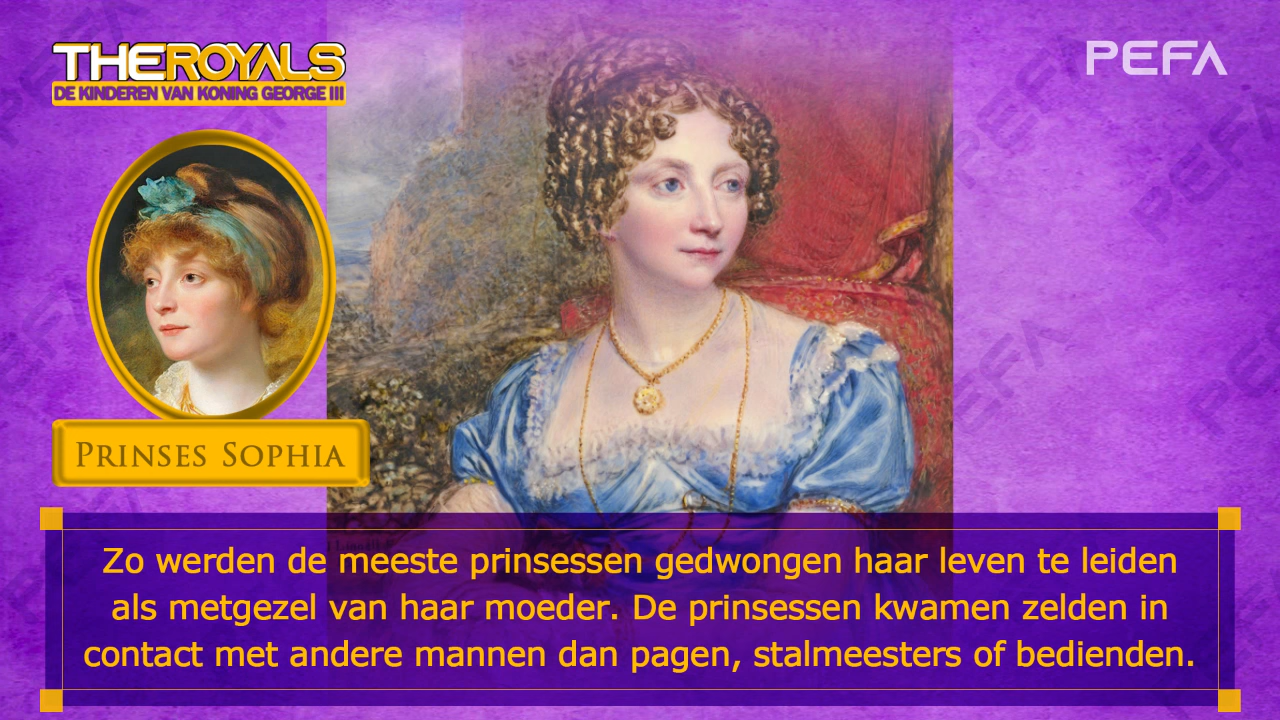 THEROYALS
DE KINDEREN VAN KONING GEORGE III
PEFA
PRINSES SOPHIA
Zo werden de meeste prinsessen gedwongen haar leven te leiden
als metgezel van haar moeder. De prinsessen kwamen zelden in
contact met andere mannen dan pagen, stalmeesters of bedienden.